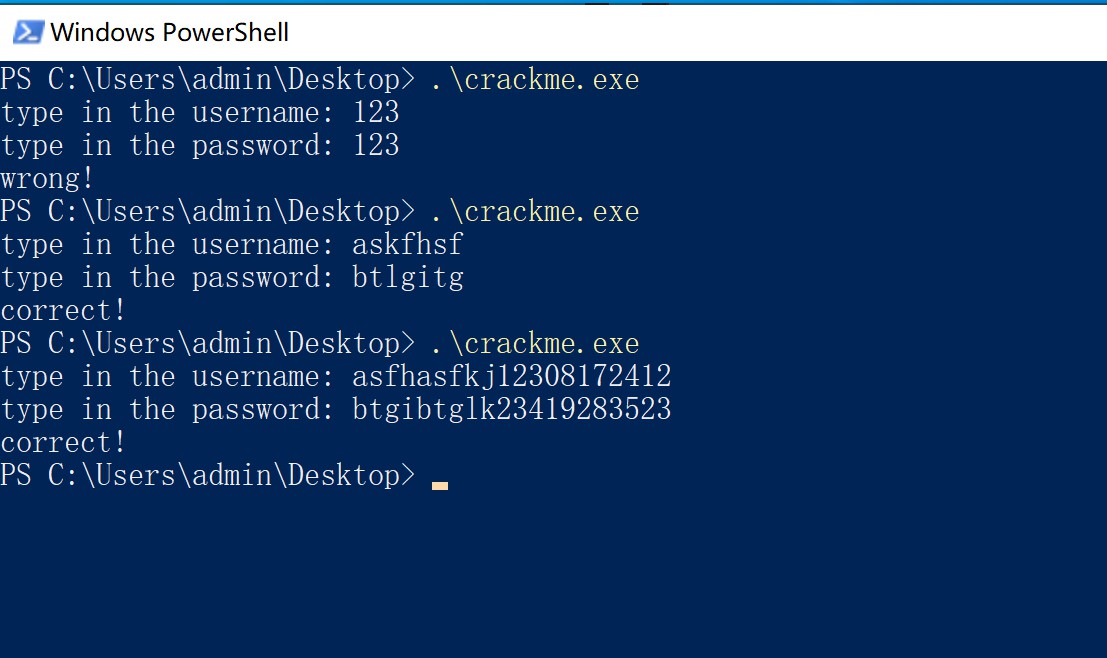 Windows PowerShell
PS C:\Users\admin\Desktop> .\crackme.exe
type in the username: 123
type in the password: 123
wrong!
PS C:\Users\admin\Desktop> .\crackme.exe
type in the username: askfhsf
type in the password: btlgitg
correct!
PS C:\Users\admin\Desktop> .\crackme.exe
type in the username: asfhasfkj12308172412
type in the password: btgibtglk23419283523
correct!
PS C:\Users\admin\Desktop>